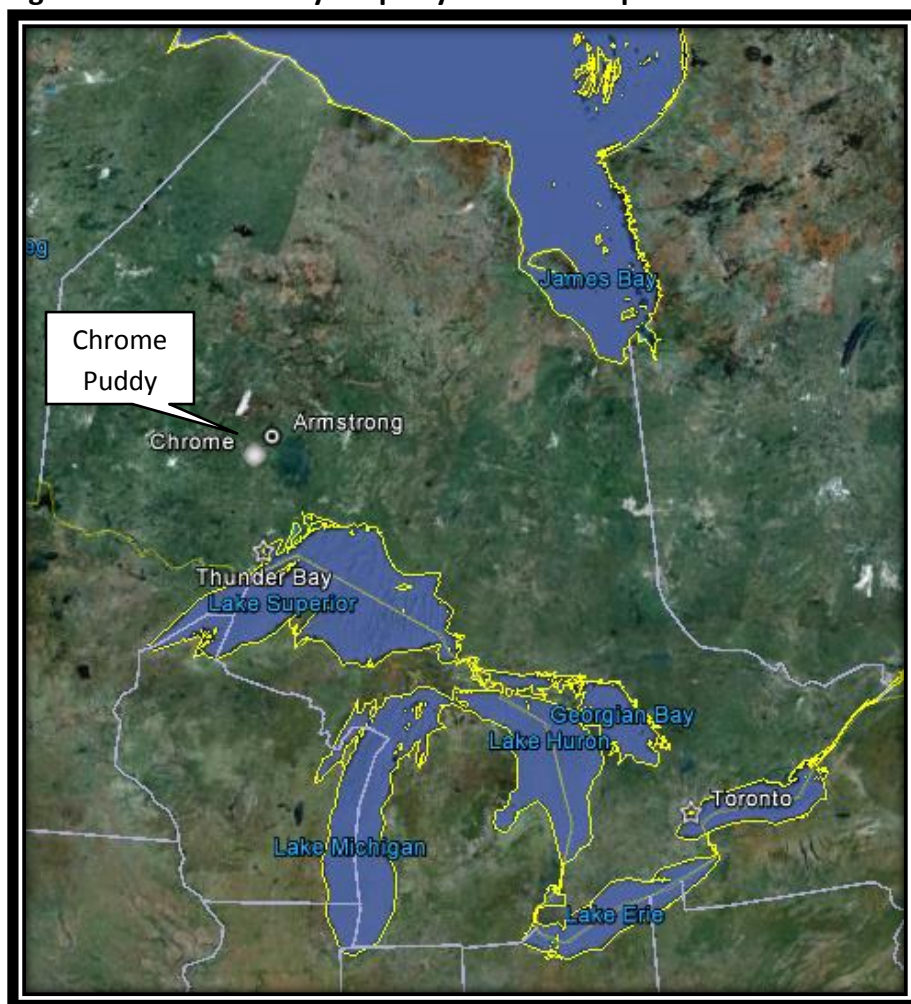 eg
James Bay
Chrome
Puddy
Armstrong
Chrome
Thunder Bay
Lake Superior
Georgian Bay
Lake Huron
Toronto
Lake Michigan
Lake Erie